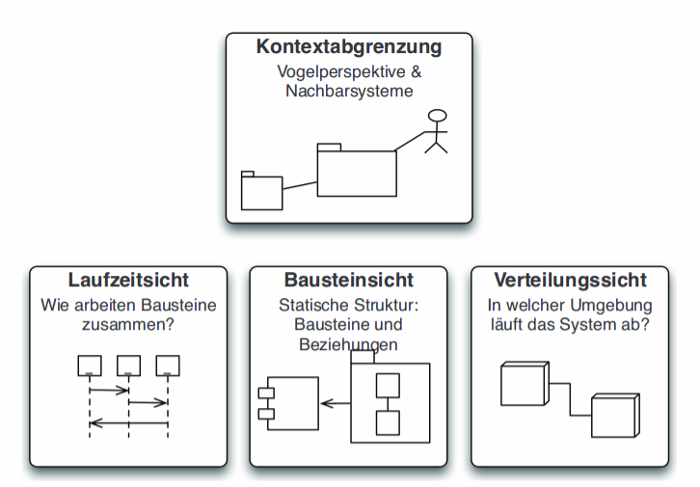 Kontextabgrenzung
Vogelperspektive &
Nachbarsysteme
Laufzeitsicht
Wie arbeiten Bausteine
zusammen?
Bausteinsicht
Statische Struktur:
Bausteine und
Beziehungen
Verteilungssicht
In welcher Umgebung
läuft das System ab?